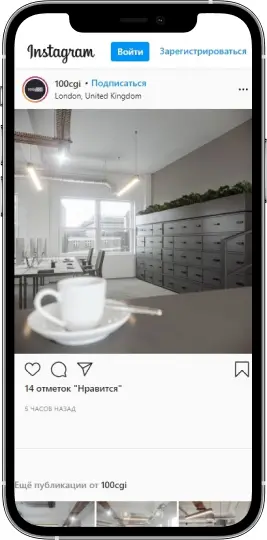 Instagram
Войти
Зарегистрироваться
100cgi • Подписаться
London, United Kingdom
14 отметок "Нравится"
5 ЧАСОВ НАЗАД
Ещё публикации от 100cgi